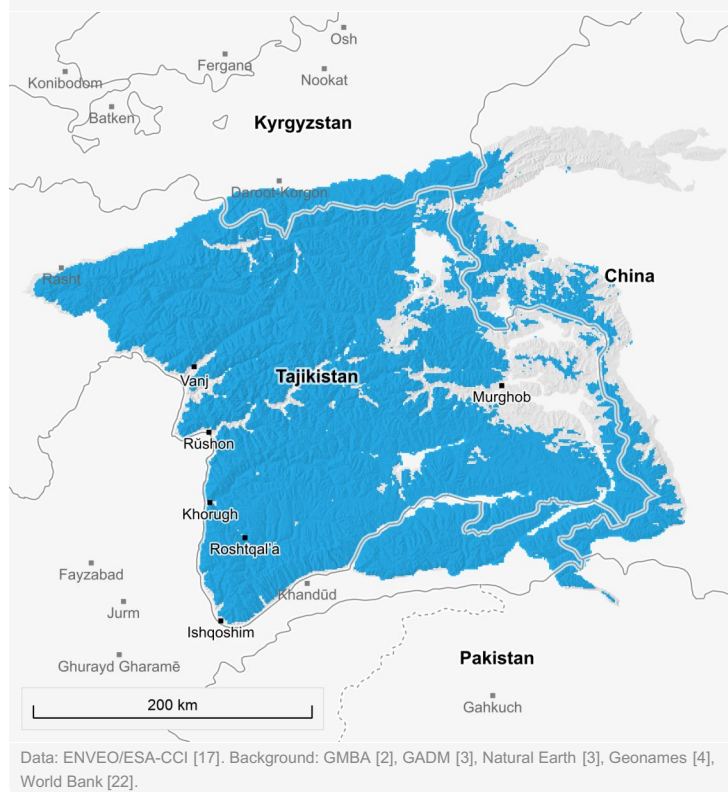 Osh
Fergana
Nookat
Konibodom
Batken
Kyrgyzstan
Daroot-Korgon
Rasht
China
Vanj
Tajikistan
Murghob
Rŭshon
Khorugh
Roshtqal'a
Fayzabad
Khandūd
Jurm
Ishqoshim
Ghurayd Gharamē
Pakistan
Gahkuch
200 km
Data: ENVEO/ESA-CCI [17]. Background: GMBA [2], GADM [3], Natural Earth [3], Geonames [4],
World Bank [22].